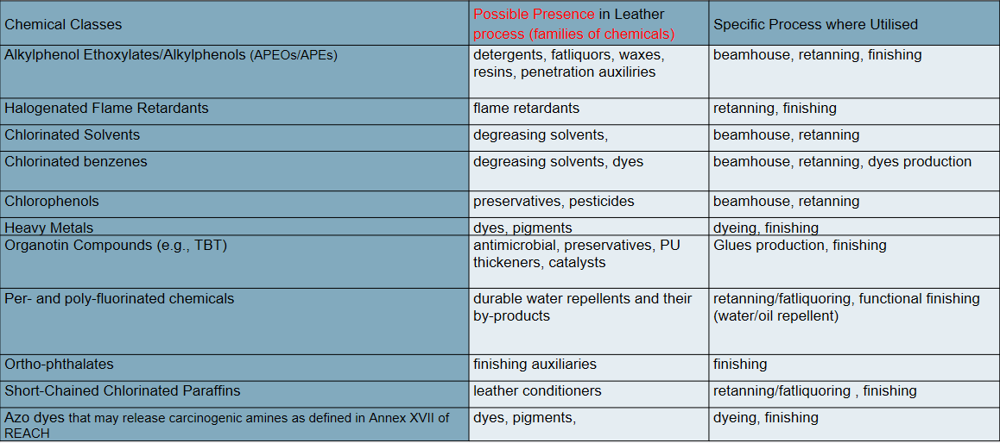 Chemical Classes
Possible Presence in Leather
process (families of chemicals)
Specific Process where Utilised
Alkylphenol Ethoxylates/Alkylphenols (APEOs/APEs)
detergents, fatliquors, waxes,
resins, penetration auxiliries
beamhouse, retanning, finishing
Halogenated Flame Retardants
flame retardants
retanning, finishing
Chlorinated Solvents
degreasing solvents,
beamhouse, retanning
Chlorinated benzenes
degreasing solvents, dyes
beamhouse, retanning, dyes production
Chlorophenols
preservatives, pesticides
beamhouse, retanning
Heavy Metals
dyes, pigments
dyeing, finishing
Organotin Compounds (e.g., TBT)
antimicrobial, preservatives, PU
thickeners, catalysts
Glues production, finishing
Per- and poly-fluorinated chemicals
durable water repellents and their
by-products
retanning/fatliquoring, functional finishing
(water/oil repellent)
Ortho-phthalates
finishing auxiliaries
finishing
Short-Chained Chlorinated Paraffins
leather conditioners
retanning/fatliquoring , finishing
Azo dyes that may release carcinogenic amines as defined in Annex XVII of
REACH
dyes, pigments,
dyeing, finishing